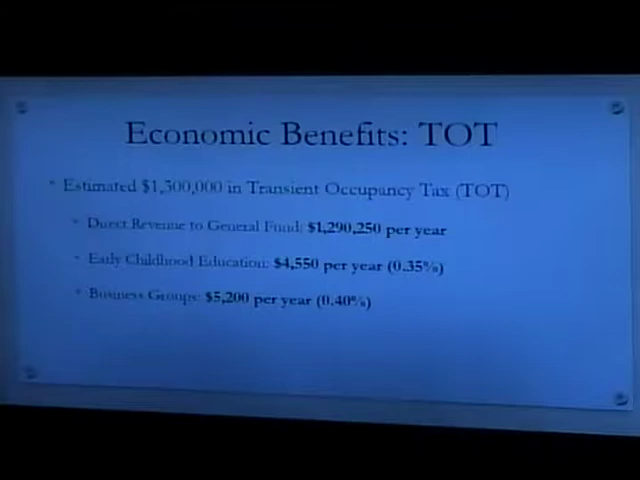 Economic Benefits: TOT
• Estimated $1,300,000 in Transient Occupancy Tax (TOT)
• Direct Revenue to General Fund: $1,290,250 per year
• Early Childhood Education: $4,550 per year (0.35%)
• Business Groups: $5,200 per year (0.40%)